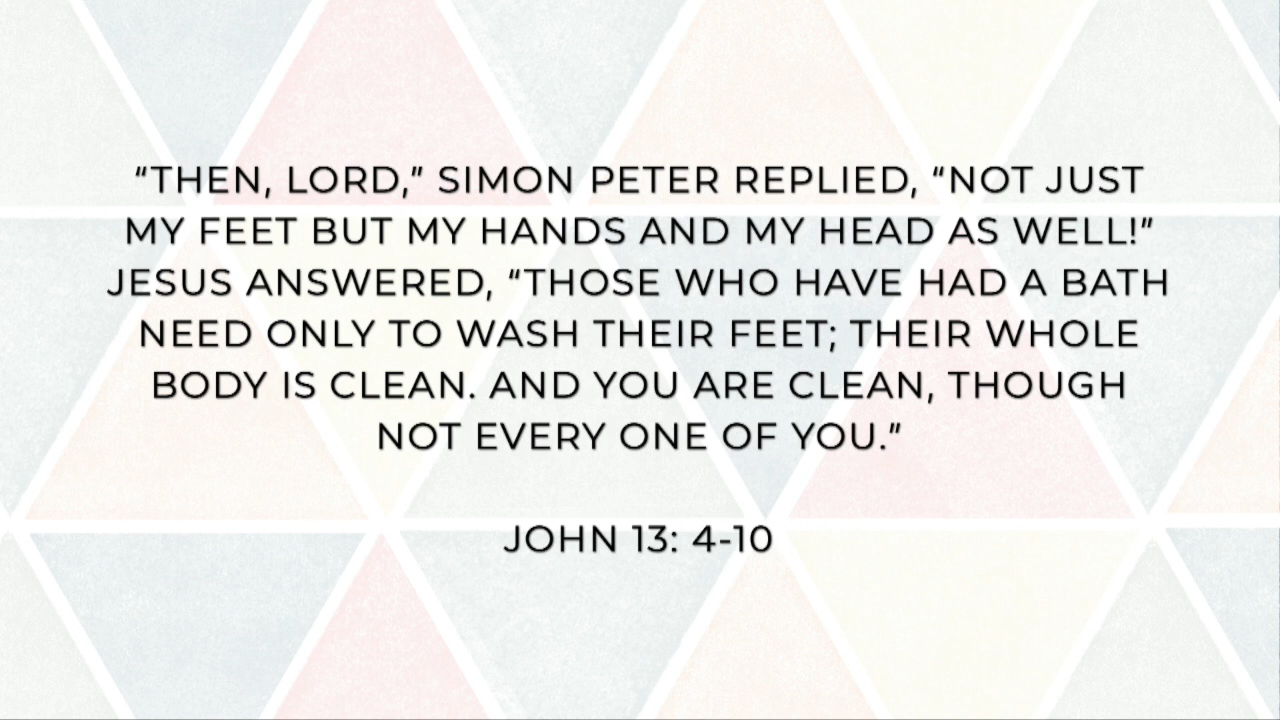 “THEN, LORD,” SIMON PETER REPLIED, “NOT JUST
MY FEET BUT MY HANDS AND MY HEAD AS WELL!”
JESUS ANSWERED, “THOSE WHO HAVE HAD A BATH
NEED ONLY TO WASH THEIR FEET; THEIR WHOLE
BODY IS CLEAN. AND YOU ARE CLEAN, THOUGH
NOT EVERY ONE OF YOU.”
JOHN 13: 4-10